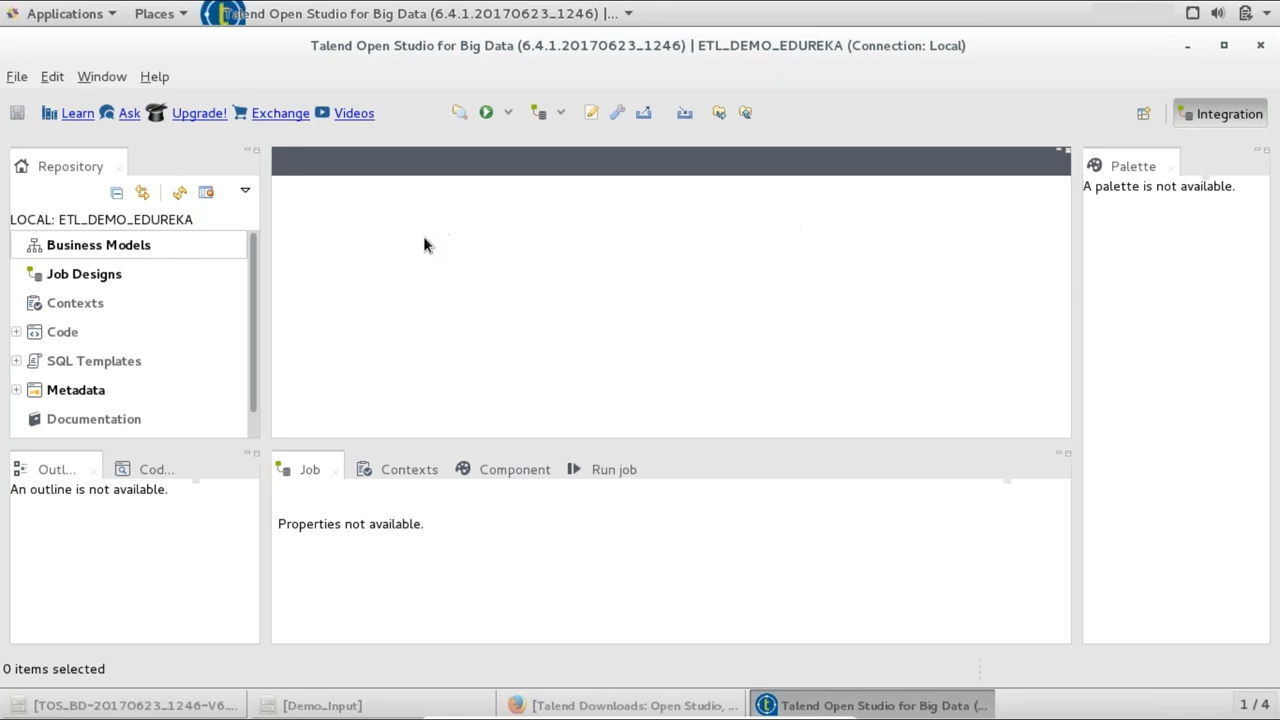 Applications Places Talend Open Studio for Big Data (6.4.1.20170623_1246) |...
Talend Open Studio for Big Data (6.4.1.20170623_1246) | ETL_DEMO_EDUREKA (Connection: Local)
File Edit Window Help
Learn Ask Upgrade! Exchange Videos Integration
Repository
Palette
A palette is not available.
LOCAL: ETL_DEMO_EDUREKA
Business Models
Job Designs
Contexts
Code
SQL Templates
Metadata
Documentation
Outl... Cod...
An outline is not available.
Job Contexts Component Run job
Properties not available.
0 items selected
[TOS_BD-20170623_1246-V6.... [Demo_Input] [Talend Downloads: Open Studio, ... Talend Open Studio for Big Data (... 1 / 4